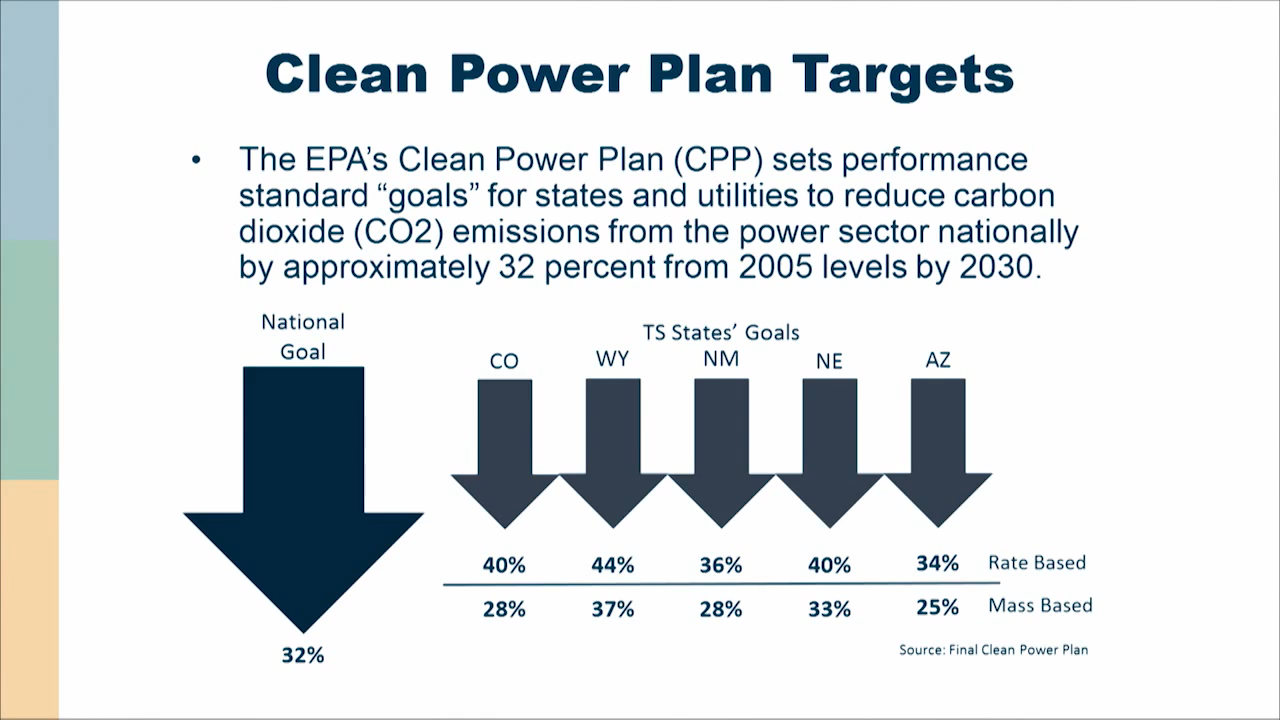 Clean Power Plan Targets
• The EPA’s Clean Power Plan (CPP) sets performance
standard “goals” for states and utilities to reduce carbon
dioxide (CO2) emissions from the power sector nationally
by approximately 32 percent from 2005 levels by 2030.
National
Goal
TS States’ Goals
CO WY NM NE AZ
40% 44% 36% 40% 34% Rate Based
28% 37% 28% 33% 25% Mass Based
32%
Source: Final Clean Power Plan